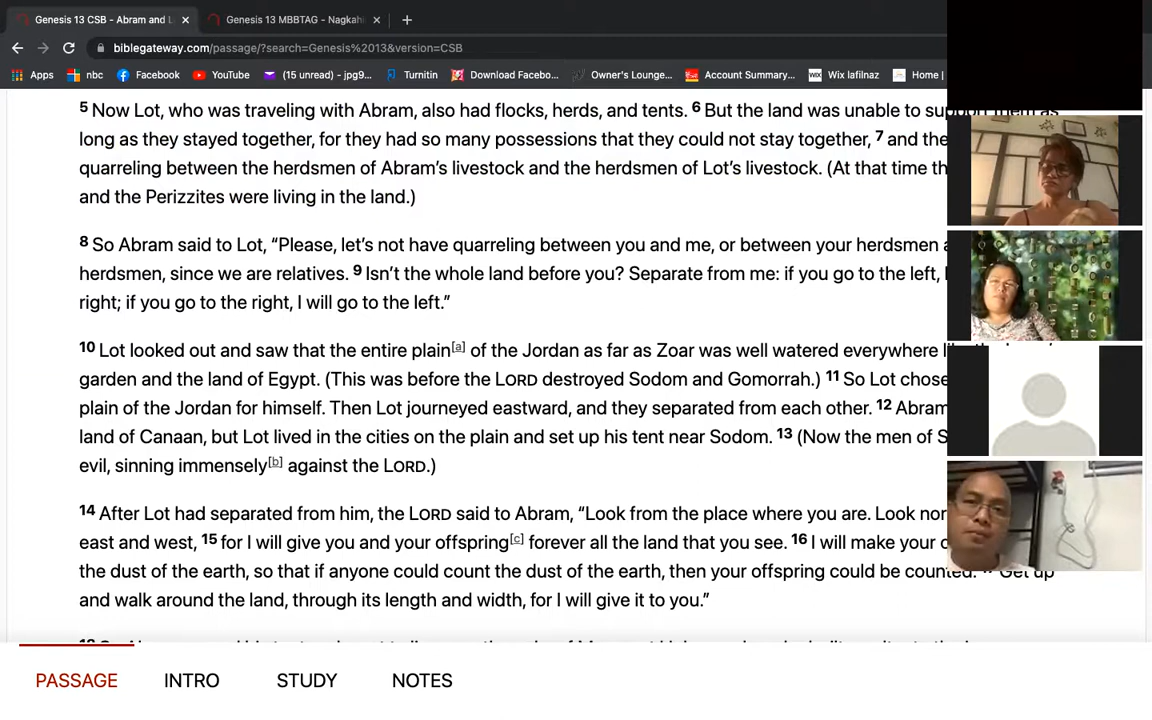 Genesis 13 CSB - Abram and L
Genesis 13 MBBTAG - Nagkahi
biblegateway.com/passage/?search=Genesis%2013&version=CSB
Apps nbc Facebook YouTube (15 unread) - jpg9... Turnitin Download Facebo... Owner's Lounge... Account Summary... WIX Wix lafilnaz Home |
5 Now Lot, who was traveling with Abram, also had flocks, herds, and tents. 6 But the land was unable to support them as
long as they stayed together, for they had so many possessions that they could not stay together, 7 and the
quarreling between the herdsmen of Abram's livestock and the herdsmen of Lot's livestock. (At that time th
and the Perizzites were living in the land.)
8 So Abram said to Lot, “Please, let's not have quarreling between you and me, or between your herdsmen a
herdsmen, since we are relatives. 9 Isn't the whole land before you? Separate from me: if you go to the left, I
right; if you go to the right, I will go to the left.”
10 Lot looked out and saw that the entire plain[a] of the Jordan as far as Zoar was well watered everywhere
garden and the land of Egypt. (This was before the LORD destroyed Sodom and Gomorrah.) 11 So Lot chose
plain of the Jordan for himself. Then Lot journeyed eastward, and they separated from each other. 12 Abram
land of Canaan, but Lot lived in the cities on the plain and set up his tent near Sodom. 13 (Now the men of S
evil, sinning immensely[b] against the LORD.)
14 After Lot had separated from him, the LORD said to Abram, “Look from the place where you are. Look nor
east and west, 15 for I will give you and your offspring[c] forever all the land that you see. 16 I will make your o
the dust of the earth, so that if anyone could count the dust of the earth, then your offspring could be counted. Get up
and walk around the land, through its length and width, for I will give it to you.”
PASSAGE INTRO STUDY NOTES